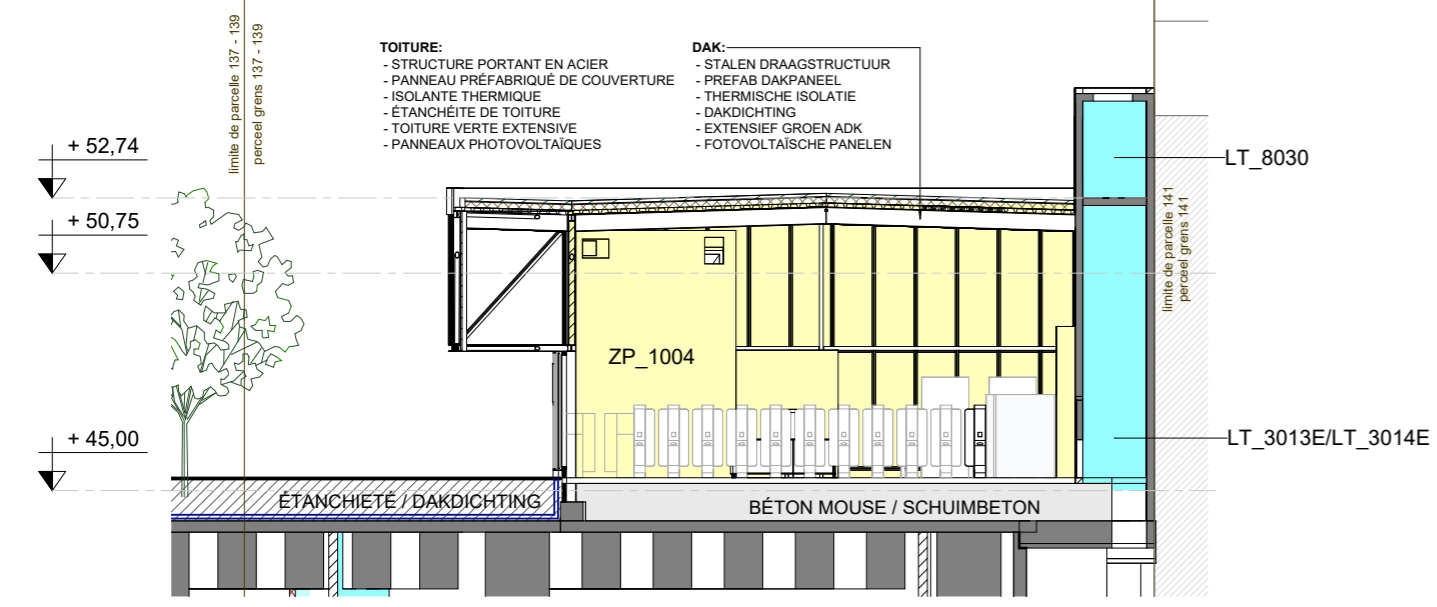 limite de parcelle 137 - 139
perceel grens 137 - 139
TOITURE:
- STRUCTURE PORTANT EN ACIER
- PANNEAU PRÉFABRIQUÉ DE COUVERTURE
- ISOLANTE THERMIQUE
- ÉTANCHÉITE DE TOITURE
- TOITURE VERTE EXTENSIVE
- PANNEAUX PHOTOVOLTAÏQUES
DAK:
- STALEN DRAAGSTRUCTUUR
- PREFAB DAKPANEEL
- THERMISCHE ISOLATIE
- DAKDICHTING
- EXTENSIEF GROEN ADK
- FOTOVOLTAÏSCHE PANELEN
+ 52,74
LT_8030
+ 50,75
limite de parcelle 141
perceel grens 141
ZP_1004
+ 45,00
LT_3013E/LT_3014E
ÉTANCHIETÉ / DAKDICHTING
BÉTON MOUSE / SCHUIMBETON